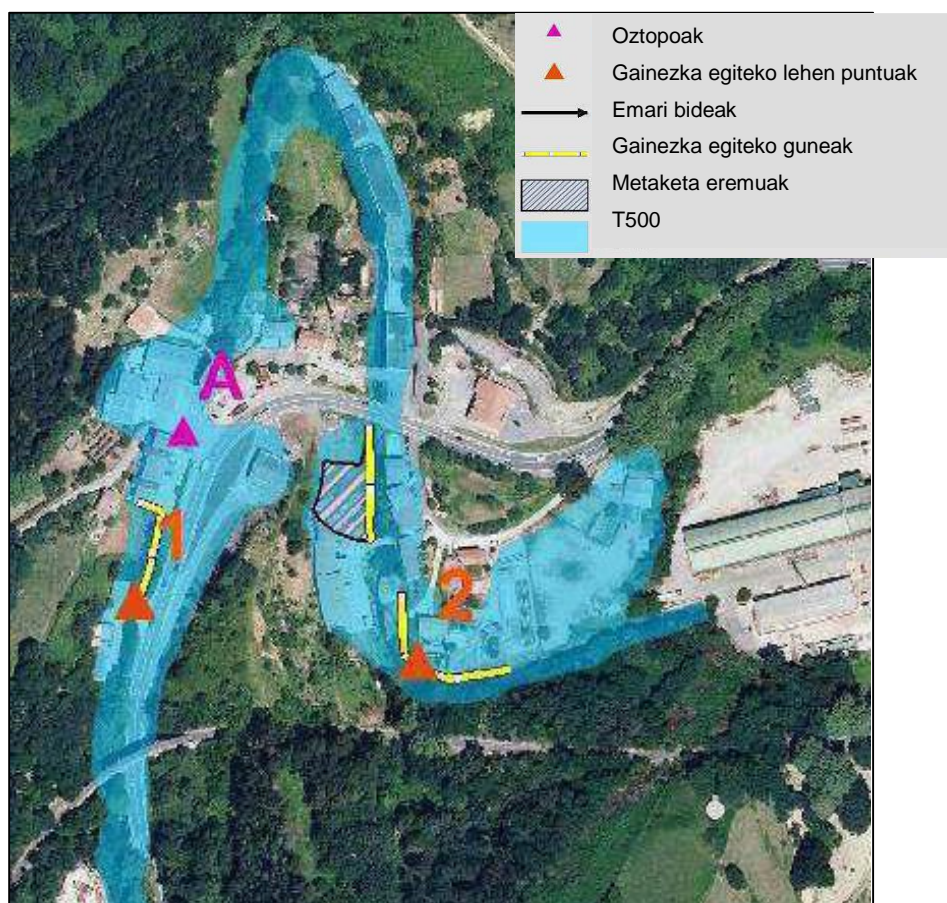 Oztopoak
Gainezka egiteko lehen puntuak
Emari bideak
Gainezka egiteko guneak
Metaketa eremuak
T500
A
1
2